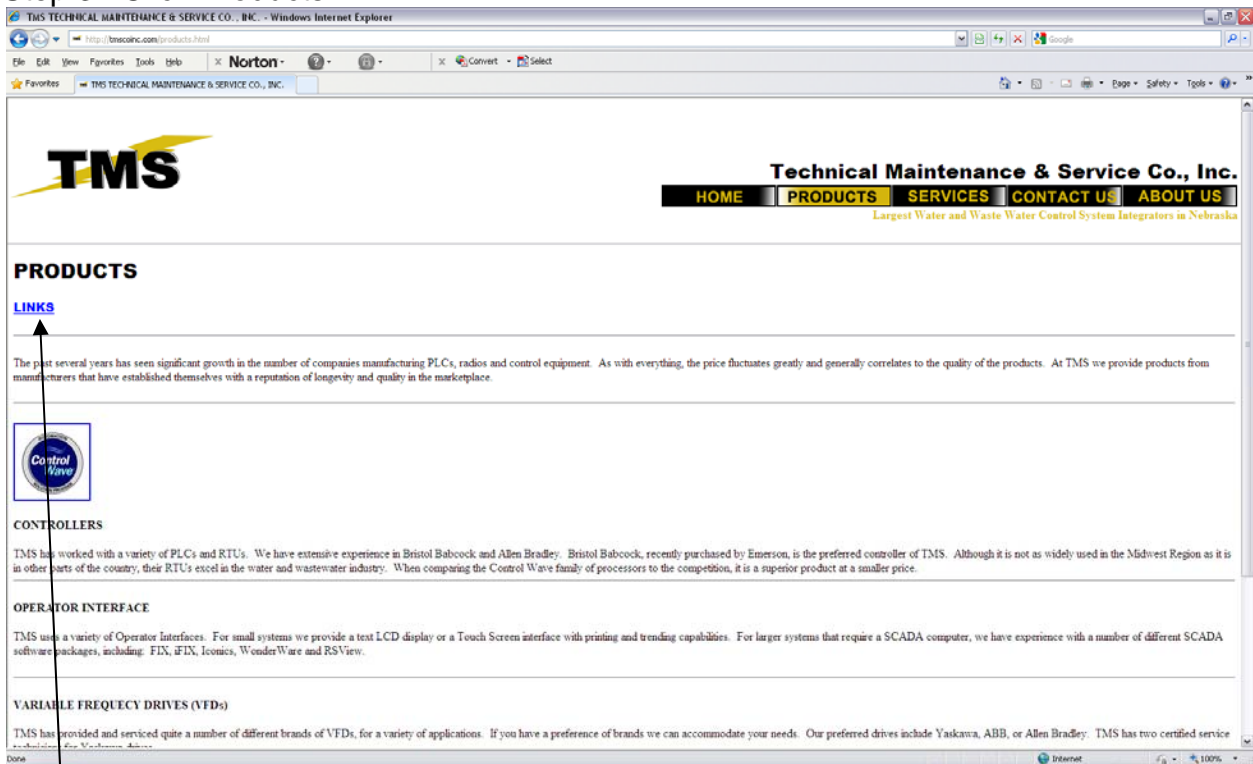 TMS TECHNICAL MAINTENANCE & SERVICE CO., INC. - Windows Internet Explorer
http://tmscoinc.com/products.html
Google
File Edit View Favorites Tools Help
Norton
Convert
Select
Favorites
TMS TECHNICAL MAINTENANCE & SERVICE CO., INC.
Page Safety Tools
TMS
Technical Maintenance & Service Co., Inc.
HOME PRODUCTS SERVICES CONTACT US ABOUT US
Largest Water and Waste Water Control System Integrators in Nebraska
PRODUCTS
LINKS
The past several years has seen significant growth in the number of companies manufacturing PLCs, radios and control equipment. As with everything, the price fluctuates greatly and generally correlates to the quality of the products. At TMS we provide products from
manufacturers that have established themselves with a reputation of longevity and quality in the marketplace.
Control
Wave
CONTROLLERS
TMS has worked with a variety of PLCs and RTUs. We have extensive experience in Bristol Babcock and Allen Bradley. Bristol Babcock, recently purchased by Emerson, is the preferred controller of TMS. Although it is not as widely used in the Midwest Region as it is
in other parts of the country, their RTUs excel in the water and wastewater industry. When comparing the Control Wave family of processors to the competition, it is a superior product at a smaller price.
OPERATOR INTERFACE
TMS uses a variety of Operator Interfaces. For small systems we provide a text LCD display or a Touch Screen interface with printing and trending capabilities. For larger systems that require a SCADA computer, we have experience with a number of different SCADA
software packages, including: FIX, iFIX, Iconics, WonderWare and RSView.
VARIABLE FREQUECY DRIVES (VFDs)
TMS has provided and serviced quite a number of different brands of VFDs, for a variety of applications. If you have a preference of brands we can accommodate your needs. Our preferred drives include Yaskawa, ABB, or Allen Bradley. TMS has two certified service
Done
Internet
100%